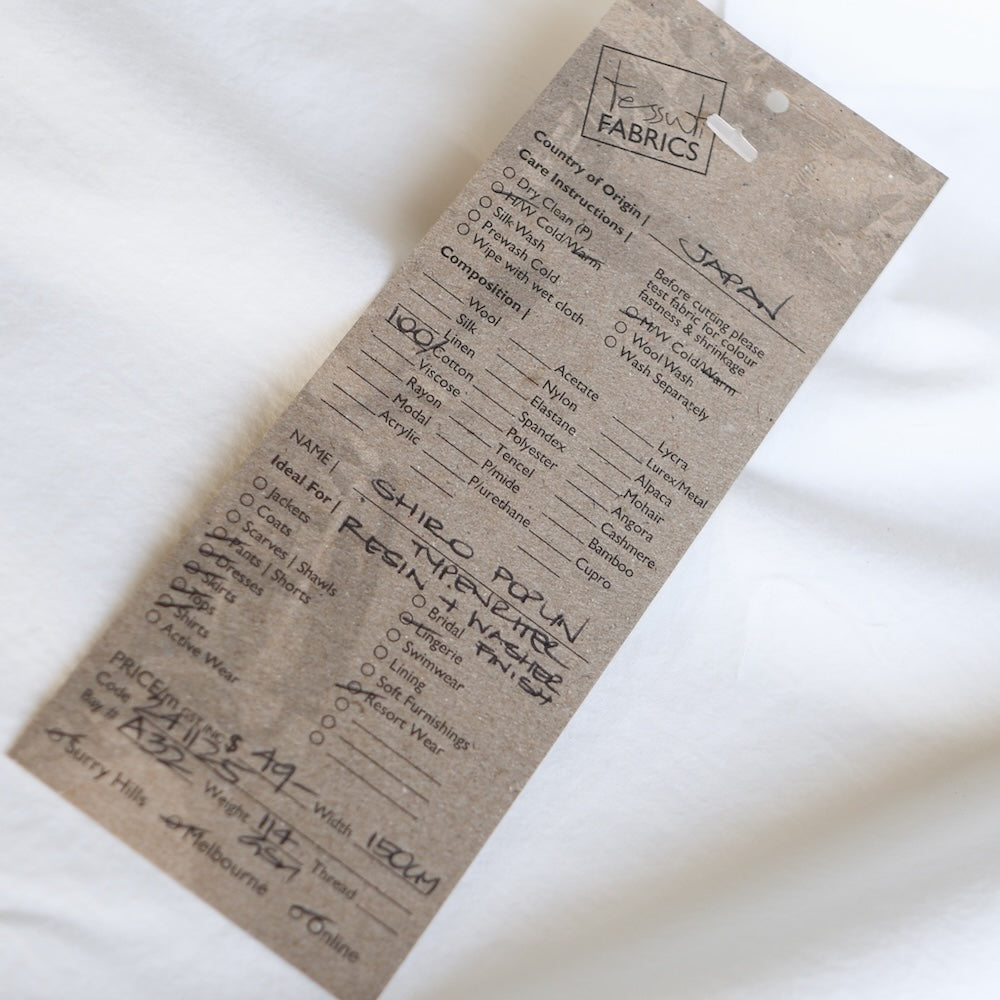 tessuti
FABRICS
Country of Origin | JAPAN
Care Instructions |
Dry Clean (P)
H/W Cold/Warm
Silk Wash
Prewash Cold
Wipe with wet cloth
Before cutting please
test fabric for colour
fastness & shrinkage
M/W Cold/Warm
Wool Wash
Wash Separately
Composition |
Wool
Silk
Linen
100/ Cotton
Viscose
Rayon
Modal
Acrylic
Acetate
Nylon
Elastane
Spandex
Polyester
Tencel
P/mide
P/urethane
Lycra
Lurex/Metal
Alpaca
Mohair
Angora
Cashmere
Bamboo
Cupro
NAME | SHIRO POPLIN
TYPEWRITER
RESIN + WASHER
FINISH
Ideal For |
Jackets
Coats
Scarves | Shawls
Pants | Shorts
Dresses
Skirts
Tops
Shirts
Active Wear
Bridal
Lingerie
Swimwear
Lining
Soft Furnishings
Resort Wear
PRICE/m GST INC $ 49-
Width 150CM
Code 241125
Weight 114 GSM
Thread
Bay # A32
Surry Hills
Melbourne
Online